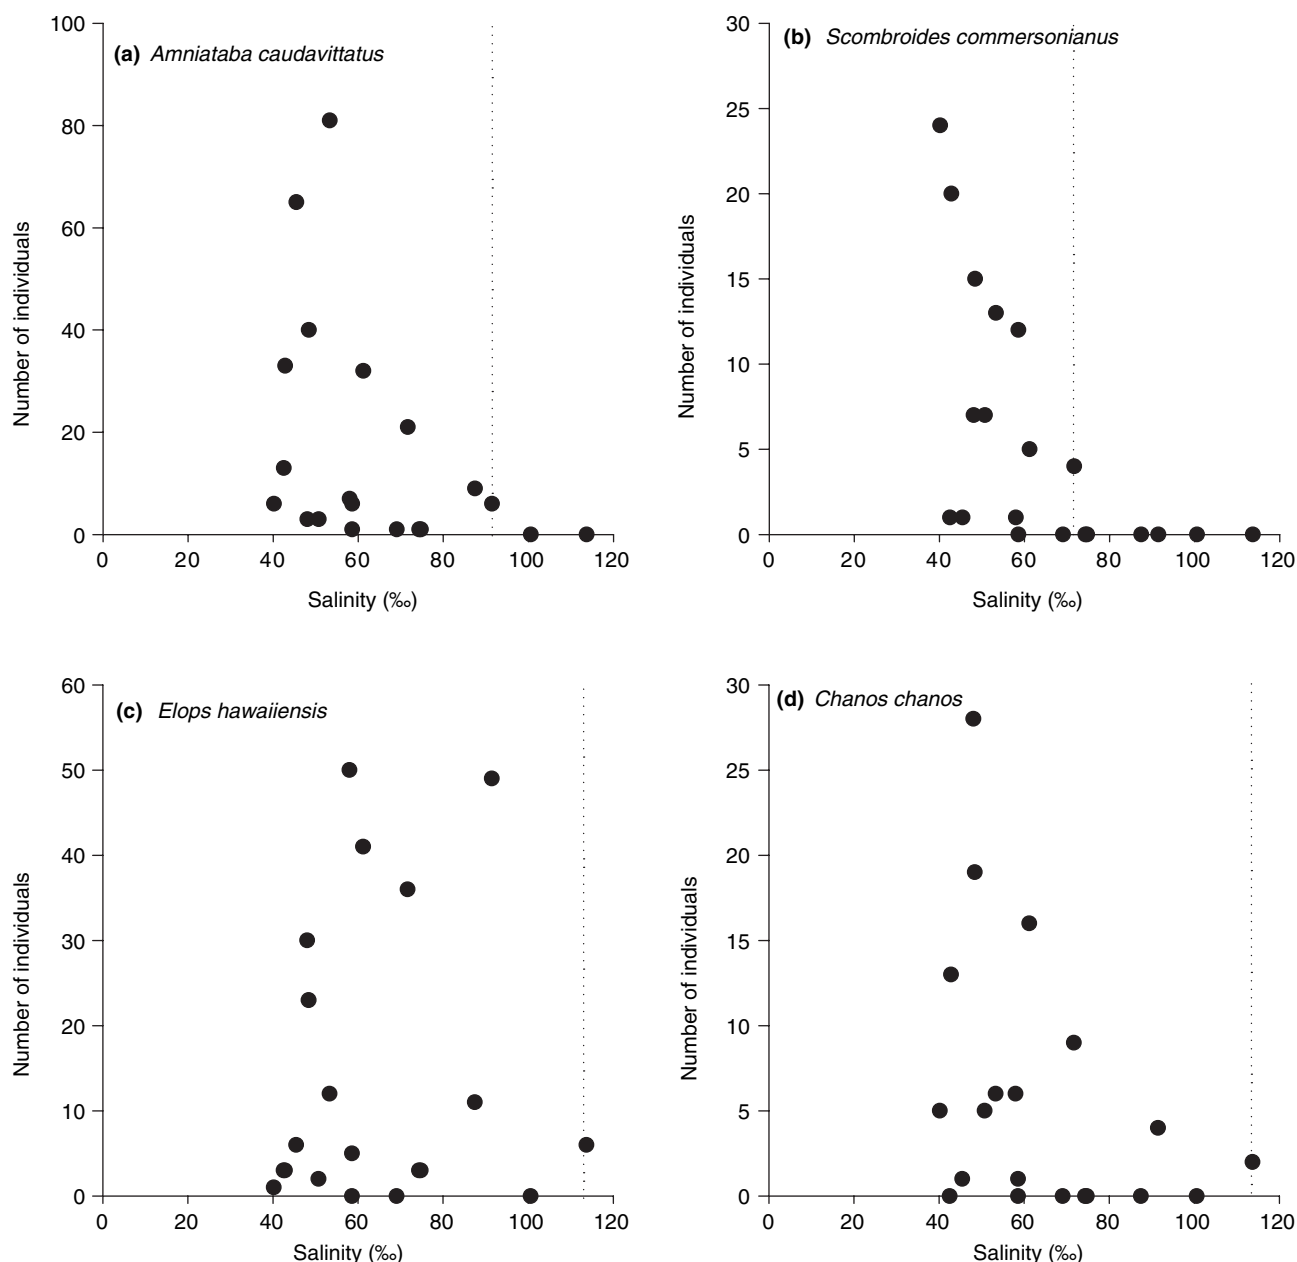 100
(a) Amniataba caudavittatus
80
60
40
20
0
Number of individuals
0 20 40 60 80 100 120
Salinity (‰)
30
(b) Scombroides commersonianus
25
20
15
10
5
0
Number of individuals
0 20 40 60 80 100 120
Salinity (‰)
60
(c) Elops hawaiiensis
50
40
30
20
10
0
Number of individuals
0 20 40 60 80 100 120
Salinity (‰)
30
(d) Chanos chanos
25
20
15
10
5
0
Number of individuals
0 20 40 60 80 100 120
Salinity (‰)